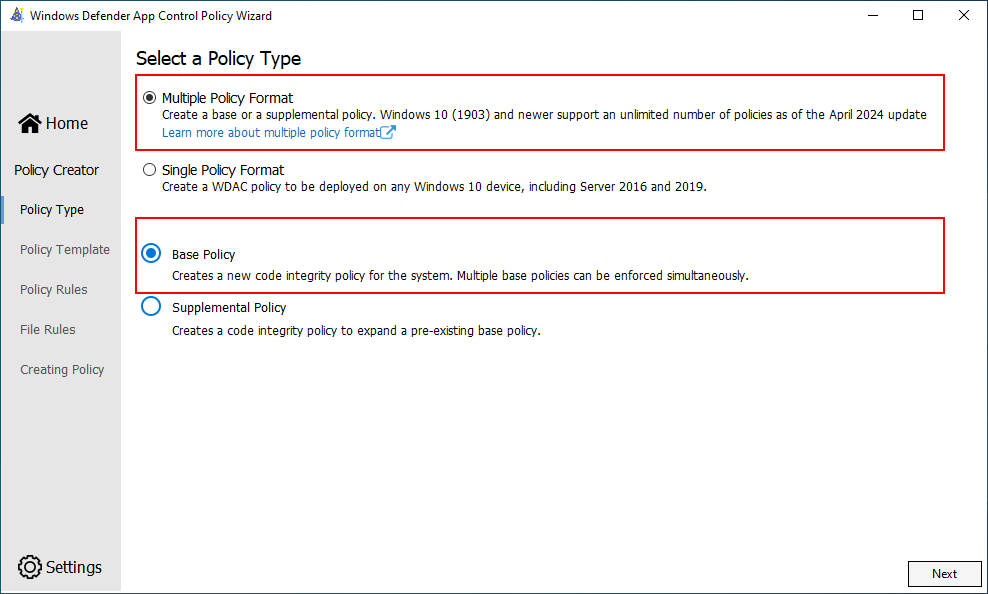 Windows Defender App Control Policy Wizard
Home
Policy Creator
Policy Type
Policy Template
Policy Rules
File Rules
Creating Policy
Settings
Select a Policy Type
Multiple Policy Format
Create a base or a supplemental policy. Windows 10 (1903) and newer support an unlimited number of policies as of the April 2024 update
Learn more about multiple policy format
Single Policy Format
Create a WDAC policy to be deployed on any Windows 10 device, including Server 2016 and 2019.
Base Policy
Creates a new code integrity policy for the system. Multiple base policies can be enforced simultaneously.
Supplemental Policy
Creates a code integrity policy to expand a pre-existing base policy.
Next